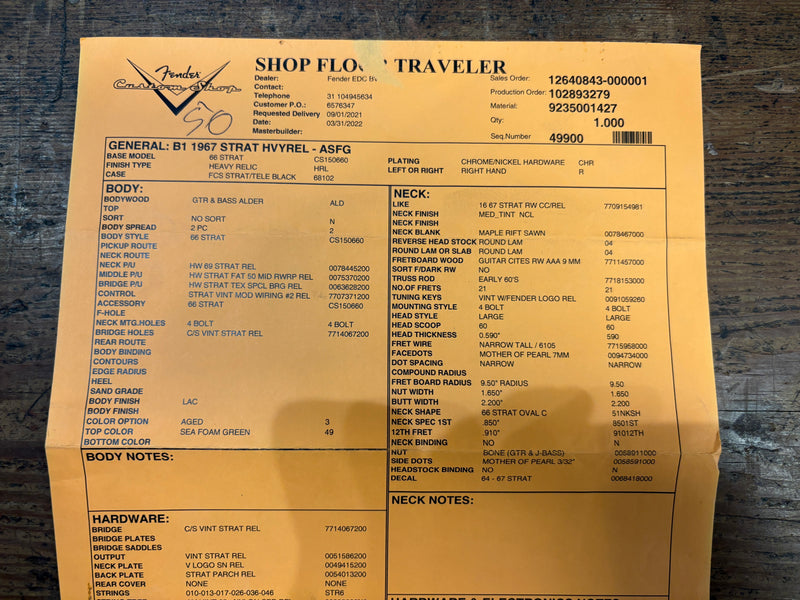 Fender
Custom Shop
50
SHOP FLOOR TRAVELER
Dealer: Fender EDC BV
Contact:
Telephone 31 104945634
Customer P.O.: 6576347
Requested Delivery 09/01/2021
Date: 03/31/2022
Masterbuilder:
Sales Order: 12640843-000001
Production Order: 102893279
Material: 9235001427
Qty: 1.000
Seq.Number 49900
GENERAL: B1 1967 STRAT HVYREL - ASFG
BASE MODEL 66 STRAT CS150660
FINISH TYPE HEAVY RELIC HRL
CASE FCS STRAT/TELE BLACK 68102
PLATING CHROME/NICKEL HARDWARE CHR
LEFT OR RIGHT RIGHT HAND R
BODY:
BODYWOOD GTR & BASS ALDER ALD
TOP
SORT NO SORT N
BODY SPREAD 2 PC 2
BODY STYLE 66 STRAT CS150660
PICKUP ROUTE
NECK ROUTE
NECK P/U HW 69 STRAT REL 0078445200
MIDDLE P/U HW STRAT FAT 50 MID RWRP REL 0075370200
BRIDGE P/U HW STRAT TEX SPCL BRG REL 0063628200
CONTROL STRAT VINT MOD WIRING #2 REL 7707371200
ACCESSORY 66 STRAT CS150660
F-HOLE
NECK MTG.HOLES 4 BOLT 4 BOLT
BRIDGE HOLES C/S VINT STRAT REL 7714067200
REAR ROUTE
BODY BINDING
CONTOURS
EDGE RADIUS
HEEL
SAND GRADE
BODY FINISH LAC
BODY FINISH
COLOR OPTION AGED 3
TOP COLOR SEA FOAM GREEN 49
BOTTOM COLOR
BODY NOTES:
HARDWARE:
BRIDGE C/S VINT STRAT REL 7714067200
BRIDGE PLATES
BRIDGE SADDLES
OUTPUT VINT STRAT REL 0051586200
NECK PLATE V LOGO SN REL 0049415200
BACK PLATE STRAT PARCH REL 0054013200
REAR COVER NONE NONE
STRINGS 010-013-017-026-036-046 STR6
NECK:
LIKE 16 67 STRAT RW CC/REL 7709154981
NECK FINISH MED_TINT NCL
NECK FINISH
NECK BLANK MAPLE RIFT SAWN 0078467000
REVERSE HEAD STOCK ROUND LAM 04
ROUND LAM OR SLAB ROUND LAM 04
FRETBOARD WOOD GUITAR CITES RW AAA 9 MM 7711457000
SORT F/DARK RW NO
TRUSS ROD EARLY 60'S 7718153000
NO.OF FRETS 21 21
TUNING KEYS VINT W/FENDER LOGO REL 0091059260
MOUNTING STYLE 4 BOLT 4 BOLT
HEAD STYLE LARGE LARGE
HEAD SCOOP 60 60
HEAD THICKNESS 0.590" 590
FRET WIRE NARROW TALL / 6105 7715958000
FACEDOTS MOTHER OF PEARL 7MM 0094734000
DOT SPACING NARROW NARROW
COMPOUND RADIUS
FRET BOARD RADIUS 9.50" RADIUS 9.50
NUT WIDTH 1.650" 1.650
BUTT WIDTH 2.200" 2.200
NECK SHAPE 66 STRAT OVAL C 51NKSH
NECK SPEC 1ST .850" 8501ST
12TH FRET .910" 91012TH
NECK BINDING NO N
NUT BONE (GTR & J-BASS) 0058911000
SIDE DOTS MOTHER OF PEARL 3/32" 0058591000
HEADSTOCK BINDING NO N
DECAL 64 - 67 STRAT 0068418000
NECK NOTES: